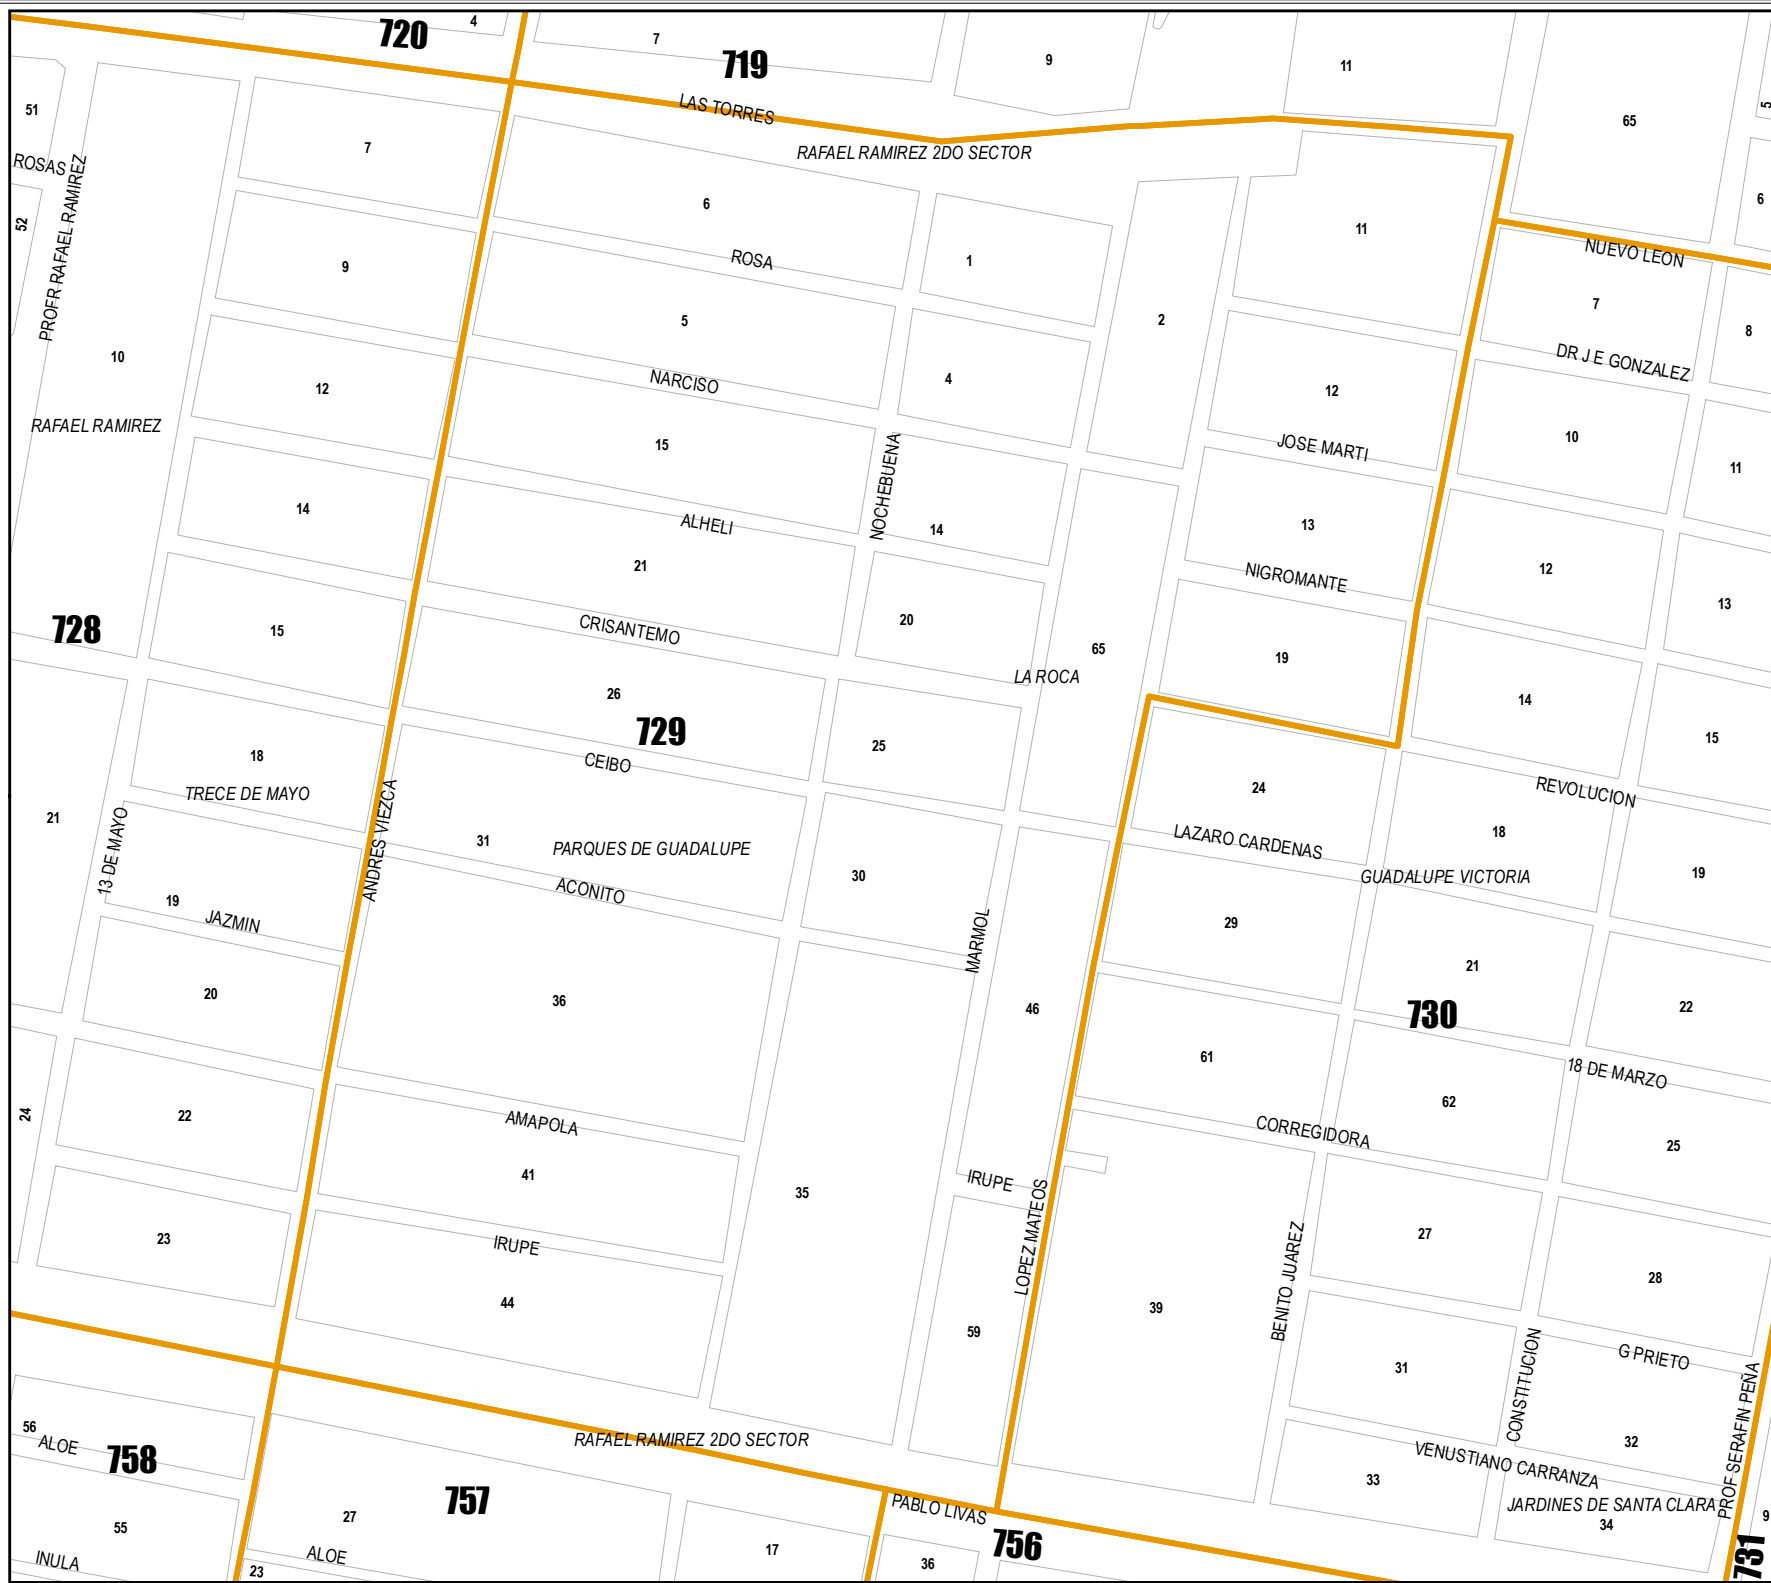 720
4
7
719
9
11
65
5
51
LAS TORRES
7
RAFAEL RAMIREZ 2DO SECTOR
ROSAS
PROFR RAFAEL RAMIREZ
52
6
6
11
1
ROSA
NUEVO LEON
9
7
8
5
2
10
DR J E GONZALEZ
12
NARCISO
4
12
RAFAEL RAMIREZ
15
JOSE MARTI
10
11
NOCHEBUENA
14
ALHELI
14
13
21
NIGROMANTE
12
13
728
15
CRISANTEMO
20
65
19
LA ROCA
26
14
729
25
15
18
CEIBO
TRECE DE MAYO
24
REVOLUCION
21
13 DE MAYO
ANDRES VIEZCA
31
PARQUES DE GUADALUPE
LAZARO CARDENAS
18
30
GUADALUPE VICTORIA
19
ACONITO
19
JAZMIN
29
MARMOL
21
20
36
46
730
22
61
18 DE MARZO
24
22
AMAPOLA
62
CORREGIDORA
25
41
IRUPE
35
LOPEZ MATEOS
23
IRUPE
27
BENITO JUAREZ
28
44
39
59
G PRIETO
31
CONSTITUCION
PROF SERAFIN PEÑA
56
ALOE
758
RAFAEL RAMIREZ 2DO SECTOR
32
VENUSTIANO CARRANZA
33
757
PABLO LIVAS
JARDINES DE SANTA CLARA
34
9
27
55
756
17
INULA
ALOE
36
731
23